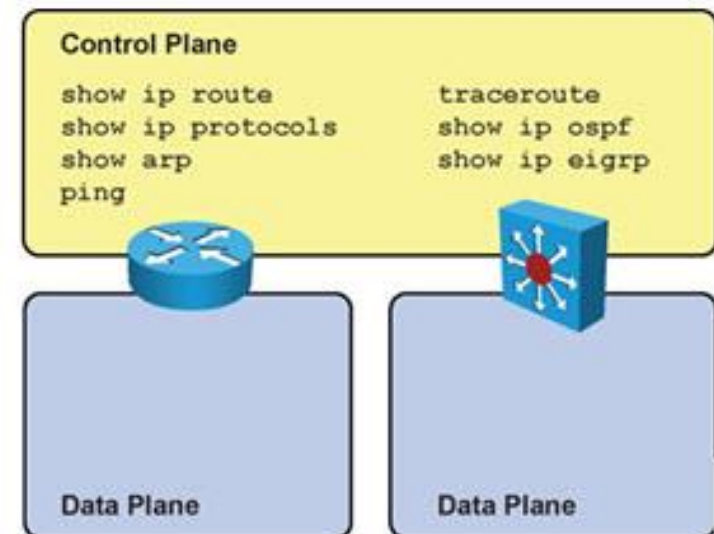 Control Plane
show ip route
show ip protocols
show arp
ping
traceroute
show ip ospf
show ip eigrp
Data Plane
Data Plane